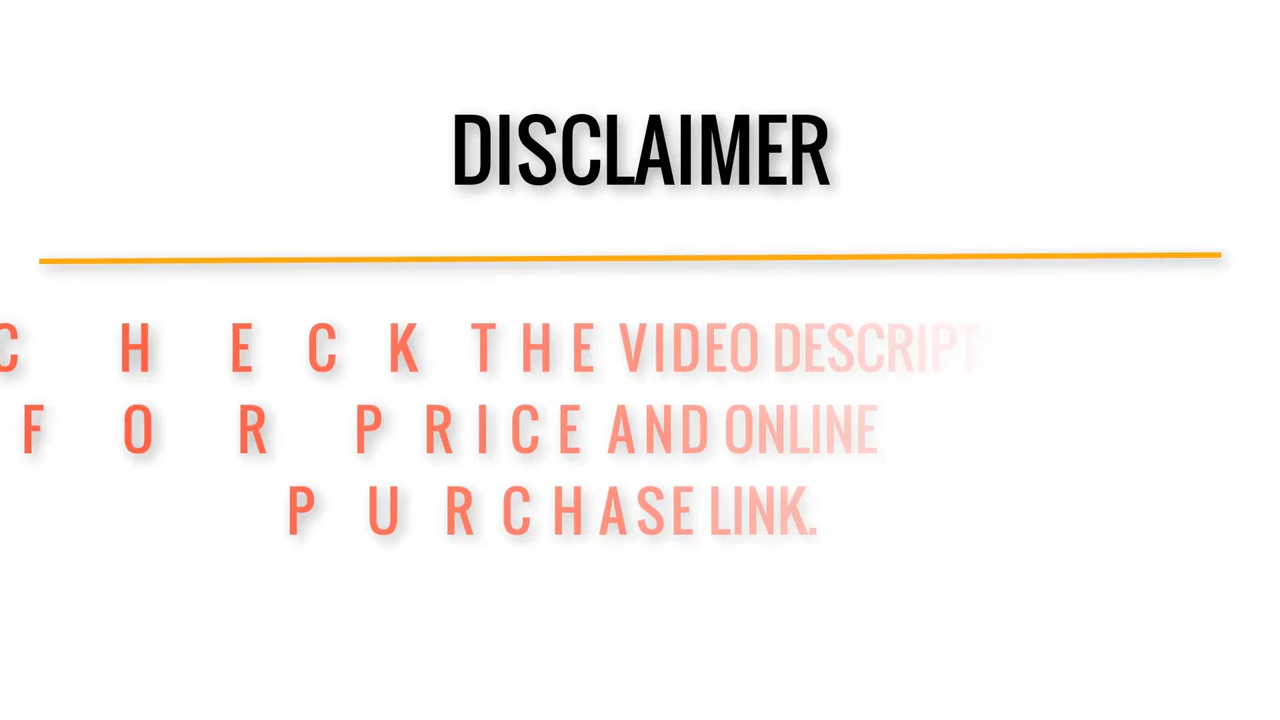 DISCLAIMER
CHECK THE VIDEO DESCRIPT
FOR PRICE AND ONLINE
PURCHASE LINK.